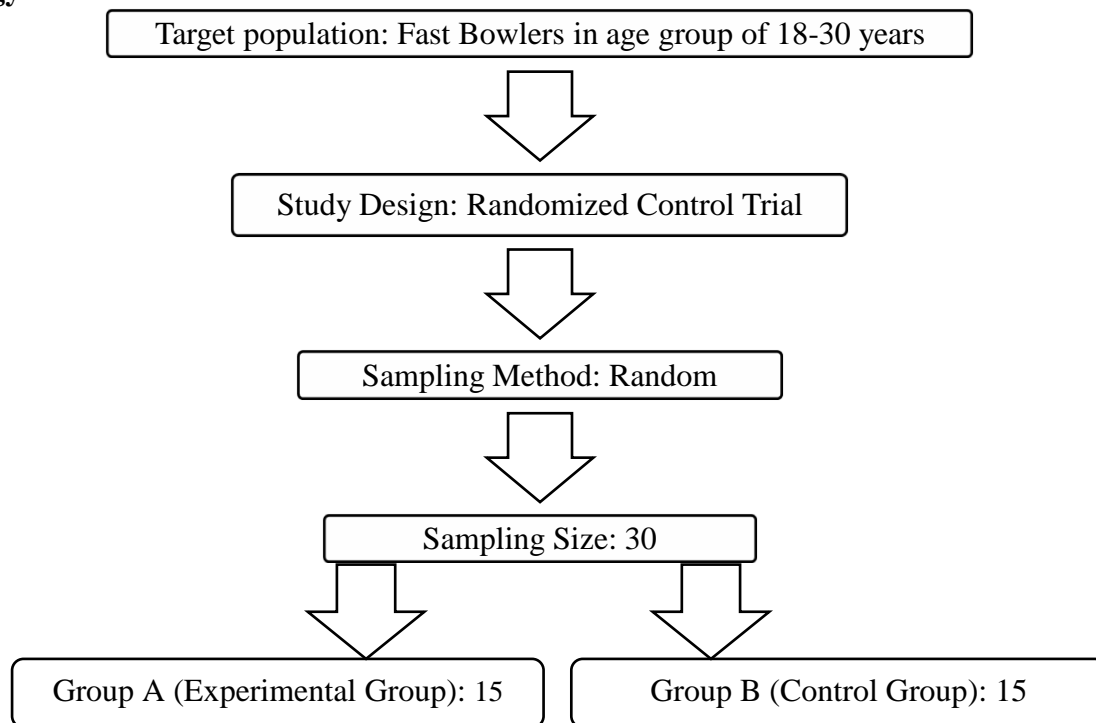 Target population: Fast Bowlers in age group of 18-30 years
Study Design: Randomized Control Trial
Sampling Method: Random
Sampling Size: 30
Group A (Experimental Group): 15
Group B (Control Group): 15